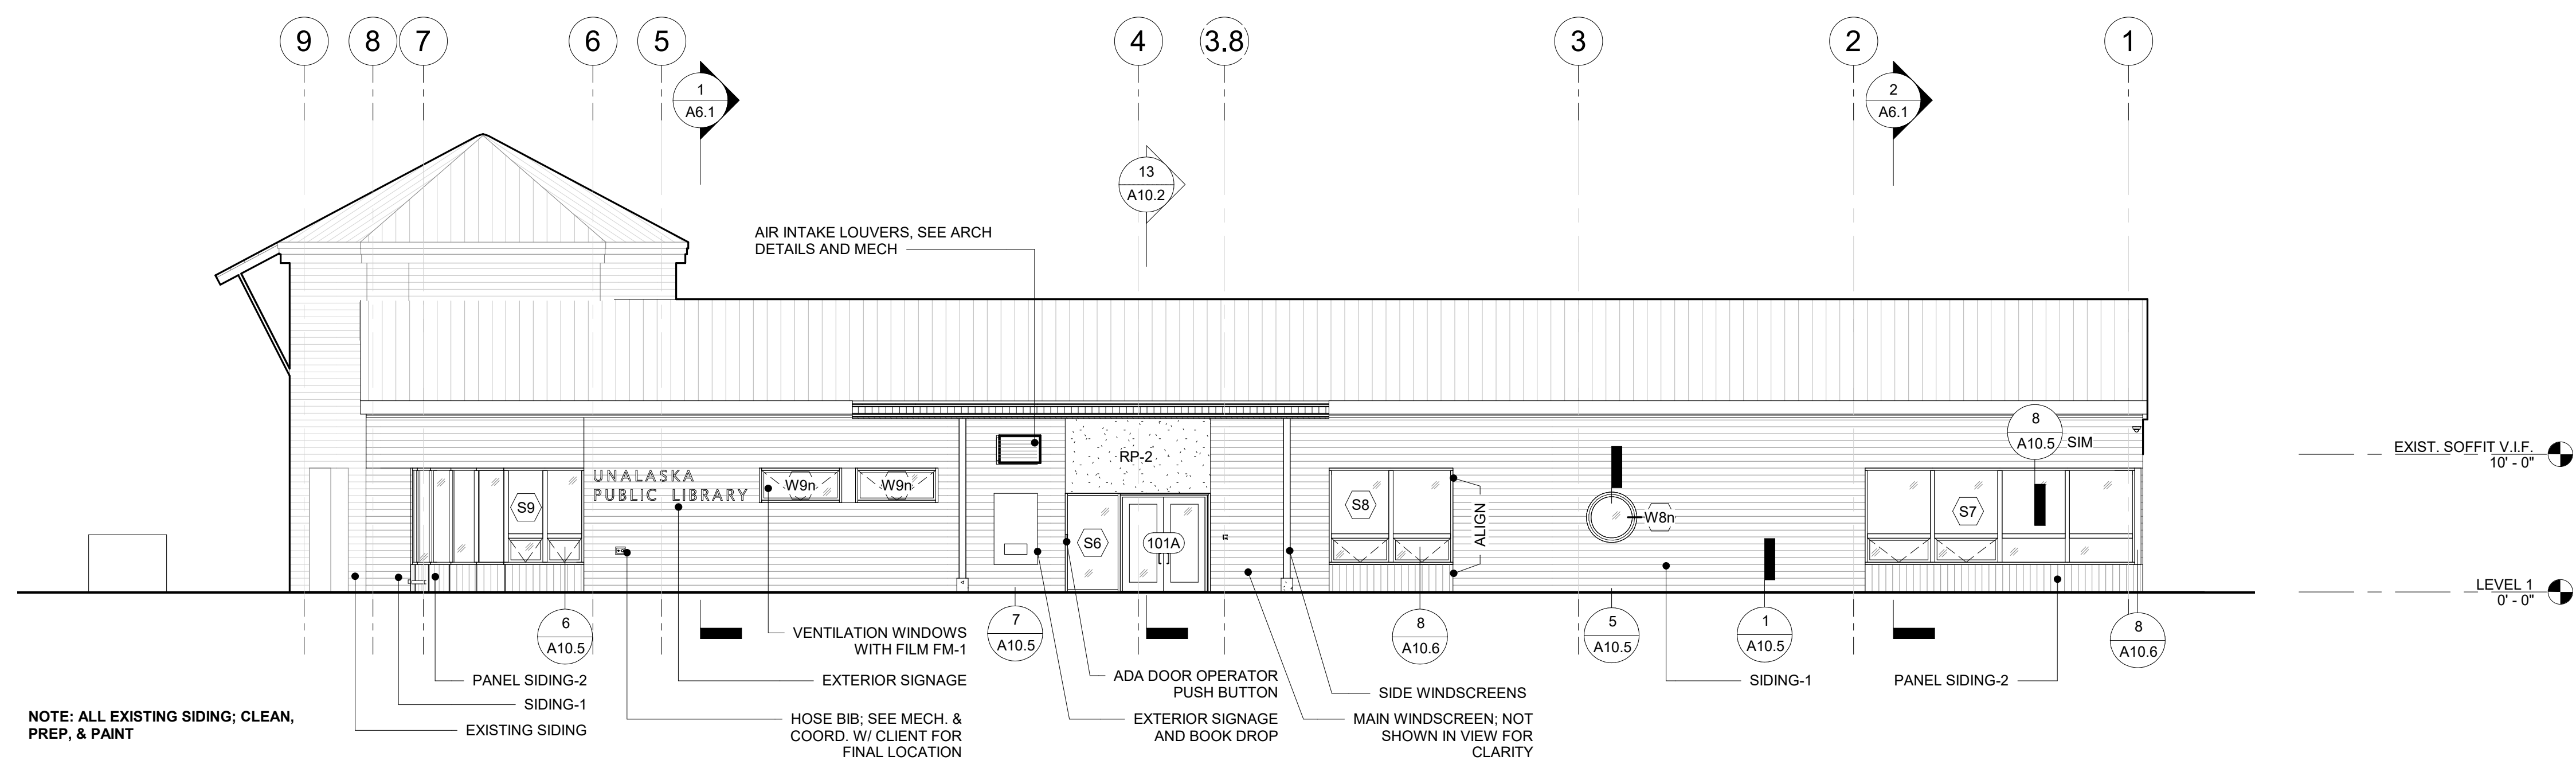 9
8
7
6
5
4
3.8
3
2
1
1
A6.1
2
A6.1
13
A10.2
AIR INTAKE LOUVERS, SEE ARCH
DETAILS AND MECH
RP-2
8
A10.5
SIM
EXIST. SOFFIT V.I.F.
10' - 0"
UNALASKA
PUBLIC LIBRARY
W9n
W9n
S9
S6
101A
S8
ALIGN
W8n
S7
LEVEL 1
0' - 0"
6
A10.5
7
A10.5
8
A10.6
5
A10.5
1
A10.5
8
A10.6
VENTILATION WINDOWS
WITH FILM FM-1
PANEL SIDING-2
EXTERIOR SIGNAGE
ADA DOOR OPERATOR
PUSH BUTTON
SIDE WINDSCREENS
SIDING-1
PANEL SIDING-2
SIDING-1
NOTE: ALL EXISTING SIDING; CLEAN,
PREP, & PAINT
EXISTING SIDING
HOSE BIB; SEE MECH. &
COORD. W/ CLIENT FOR
FINAL LOCATION
EXTERIOR SIGNAGE
AND BOOK DROP
MAIN WINDSCREEN; NOT
SHOWN IN VIEW FOR
CLARITY